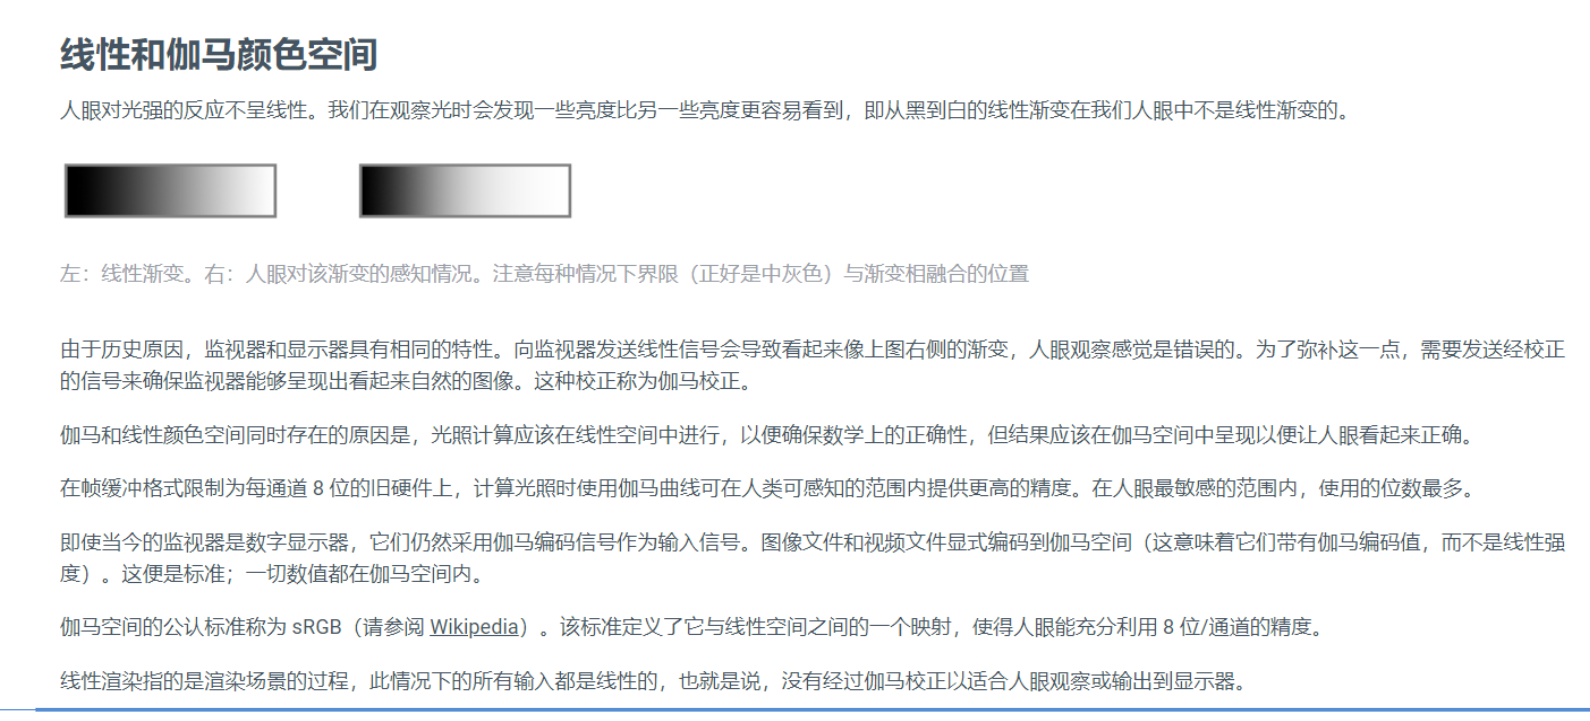 线性和伽马颜色空间
人眼对光强的反应不呈线性。我们在观察光时会发现一些亮度比另一些亮度更容易看到，即从黑到白的线性渐变在我们人眼中不是线性渐变的。
左：线性渐变。右：人眼对该渐变的感知情况。注意每种情况下界限（正好是中灰色）与渐变相融合的位置
由于历史原因，监视器和显示器具有相同的特性。向监视器发送线性信号会导致看起来像上图右侧的渐变，人眼观察感觉是错误的。为了弥补这一点，需要发送经校正
的信号来确保监视器能够呈现出看起来自然的图像。这种校正称为伽马校正。
伽马和线性颜色空间同时存在的原因是，光照计算应该在线性空间中进行，以便确保数学上的正确性，但结果应该在伽马空间中呈现以便让人眼看起来正确。
在帧缓冲格式限制为每通道 8 位的旧硬件上，计算光照时使用伽马曲线可在人类可感知的范围内提供更高的精度。在人眼最敏感的范围内，使用的位数最多。
即使当今的监视器是数字显示器，它们仍然采用伽马编码信号作为输入信号。图像文件和视频文件显式编码到伽马空间（这意味着它们带有伽马编码值，而不是线性强
度）。这便是标准；一切数值都在伽马空间内。
伽马空间的公认标准称为 sRGB（请参阅 Wikipedia）。该标准定义了它与线性空间之间的一个映射，使得人眼能充分利用 8 位/通道的精度。
线性渲染指的是渲染场景的过程，此情况下的所有输入都是线性的，也就是说，没有经过伽马校正以适合人眼观察或输出到显示器。